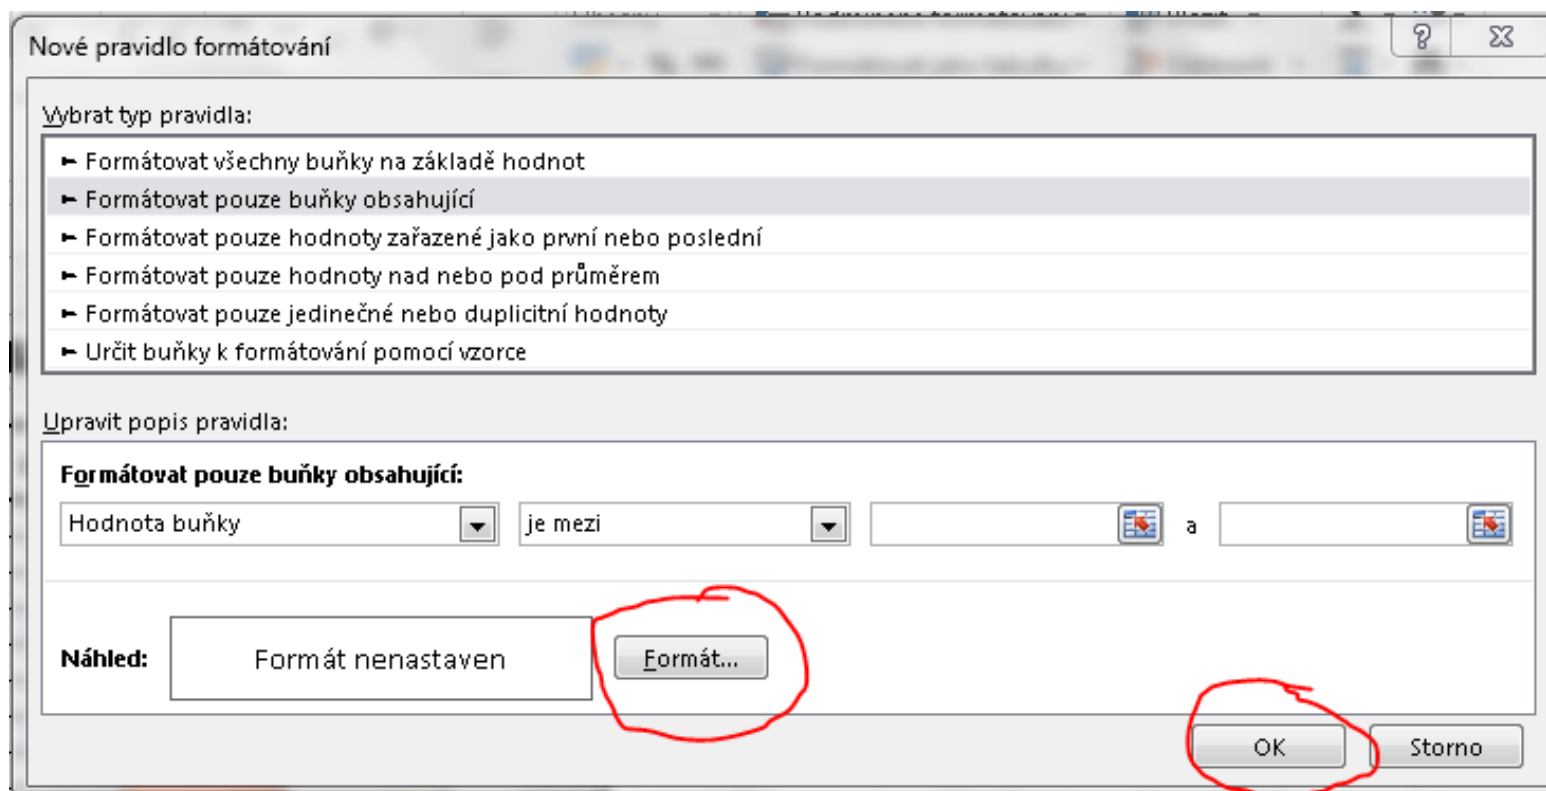 Nové pravidlo formátování
Vybrat typ pravidla:
► Formátovat všechny buňky na základě hodnot
► Formátovat pouze buňky obsahující
► Formátovat pouze hodnoty zařazené jako první nebo poslední
► Formátovat pouze hodnoty nad nebo pod průměrem
► Formátovat pouze jedinečné nebo duplicitní hodnoty
► Určit buňky k formátování pomocí vzorce
Upravit popis pravidla:
Formátovat pouze buňky obsahující:
Hodnota buňky je mezi a
Náhled: Formát nenastaven Formát...
OK Storno